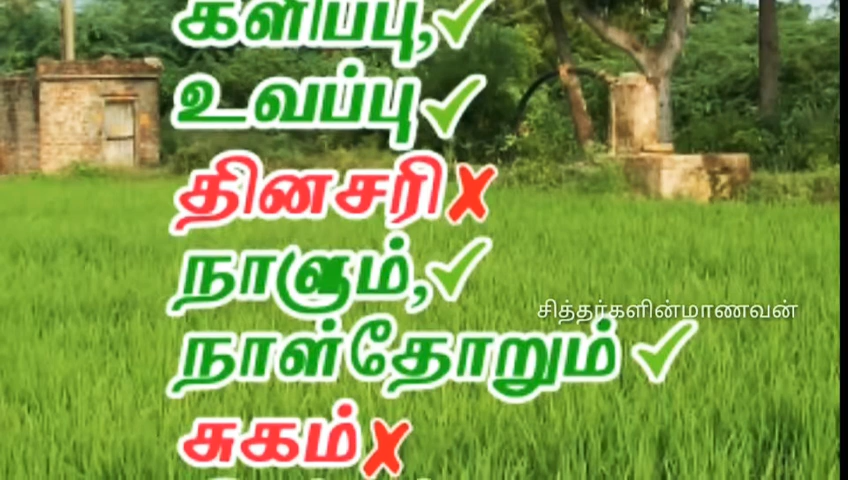 களிப்பு,✓
உவப்பு✓
தினசரி✗
நாளும்,✓
சித்தர்களின்மாணவன்
நாள்தோறும் ✓
சுகம்✗